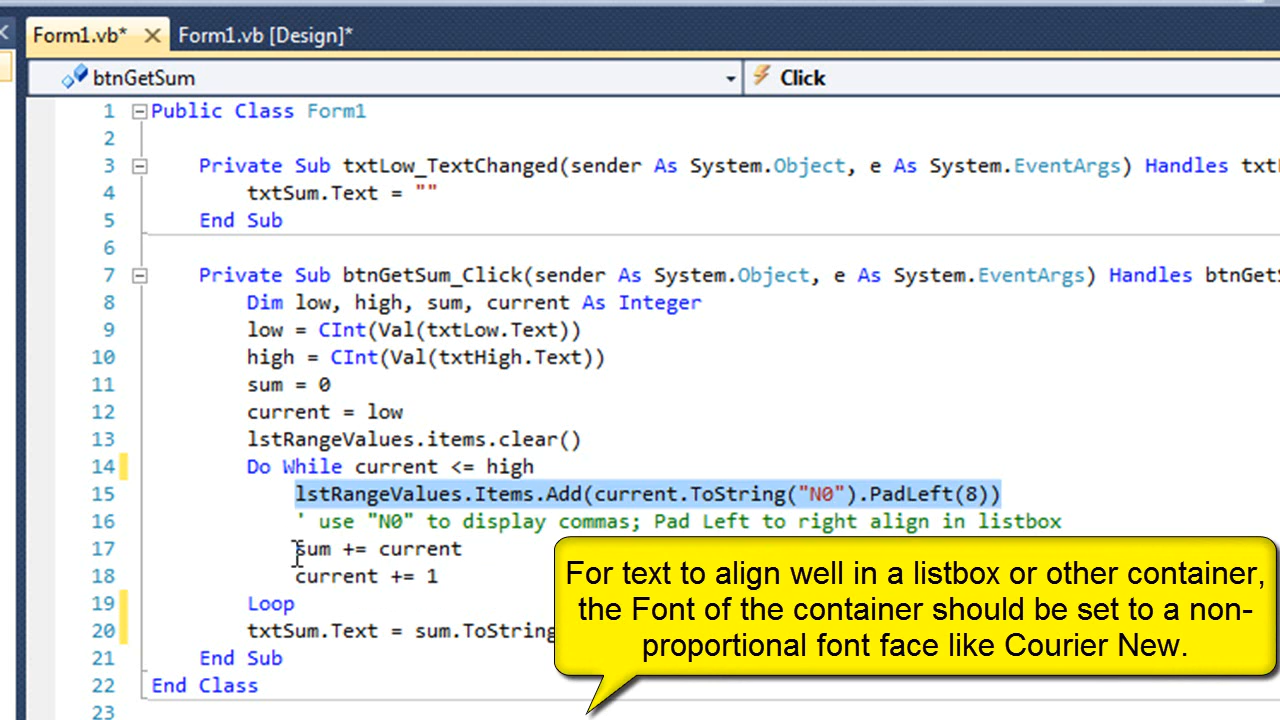 Form1.vb* Form1.vb [Design]*
btnGetSum Click
1 Public Class Form1
2
3 Private Sub txtLow_TextChanged(sender As System.Object, e As System.EventArgs) Handles
4 txtSum.Text = ""
5 End Sub
6
7 Private Sub btnGetSum_Click(sender As System.Object, e As System.EventArgs) Handles
8 Dim low, high, sum, current As Integer
9 low = CInt(Val(txtLow.Text))
10 high = CInt(Val(txtHigh.Text))
11 sum = 0
12 current = low
13 lstRangeValues.items.clear()
14 Do While current <= high
15 lstRangeValues.Items.Add(current.ToString("N0").PadLeft(8))
16 ' use "N0" to display commas; Pad Left to right align in listbox
17 sum += current
18 current += 1
19 Loop
20 txtSum.Text = sum.ToString
21 End Sub
22 End Class
23
For text to align well in a listbox or other container,
the Font of the container should be set to a non-
proportional font face like Courier New.